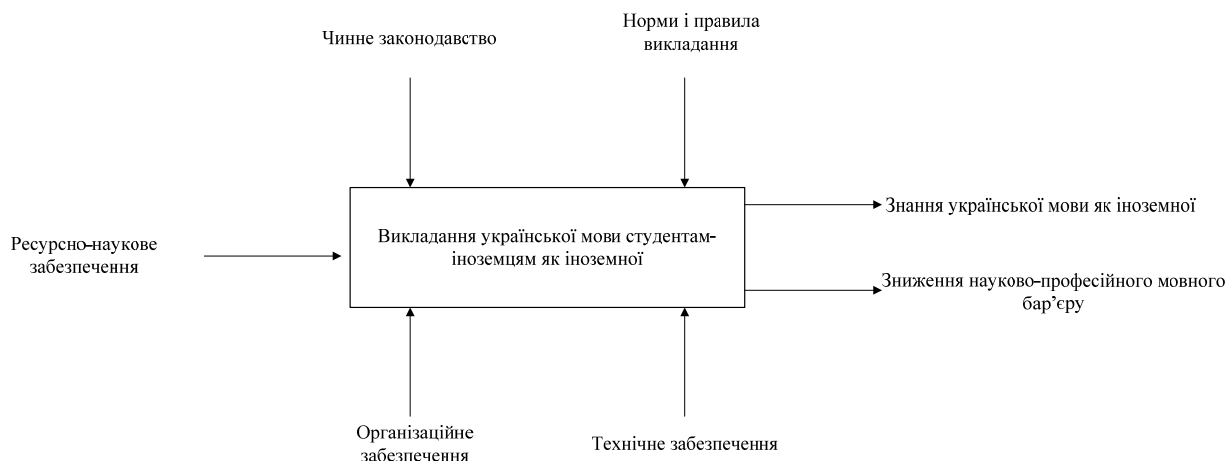 Чинне законодавство
Норми і правила
викладання
Ресурсно-наукове
забезпечення
Викладання української мови студентам-
іноземцям як іноземної
Знання української мови як іноземної
Зниження науково-професійного мовного
бар’єру
Організаційне
забезпечення
Технічне забезпечення